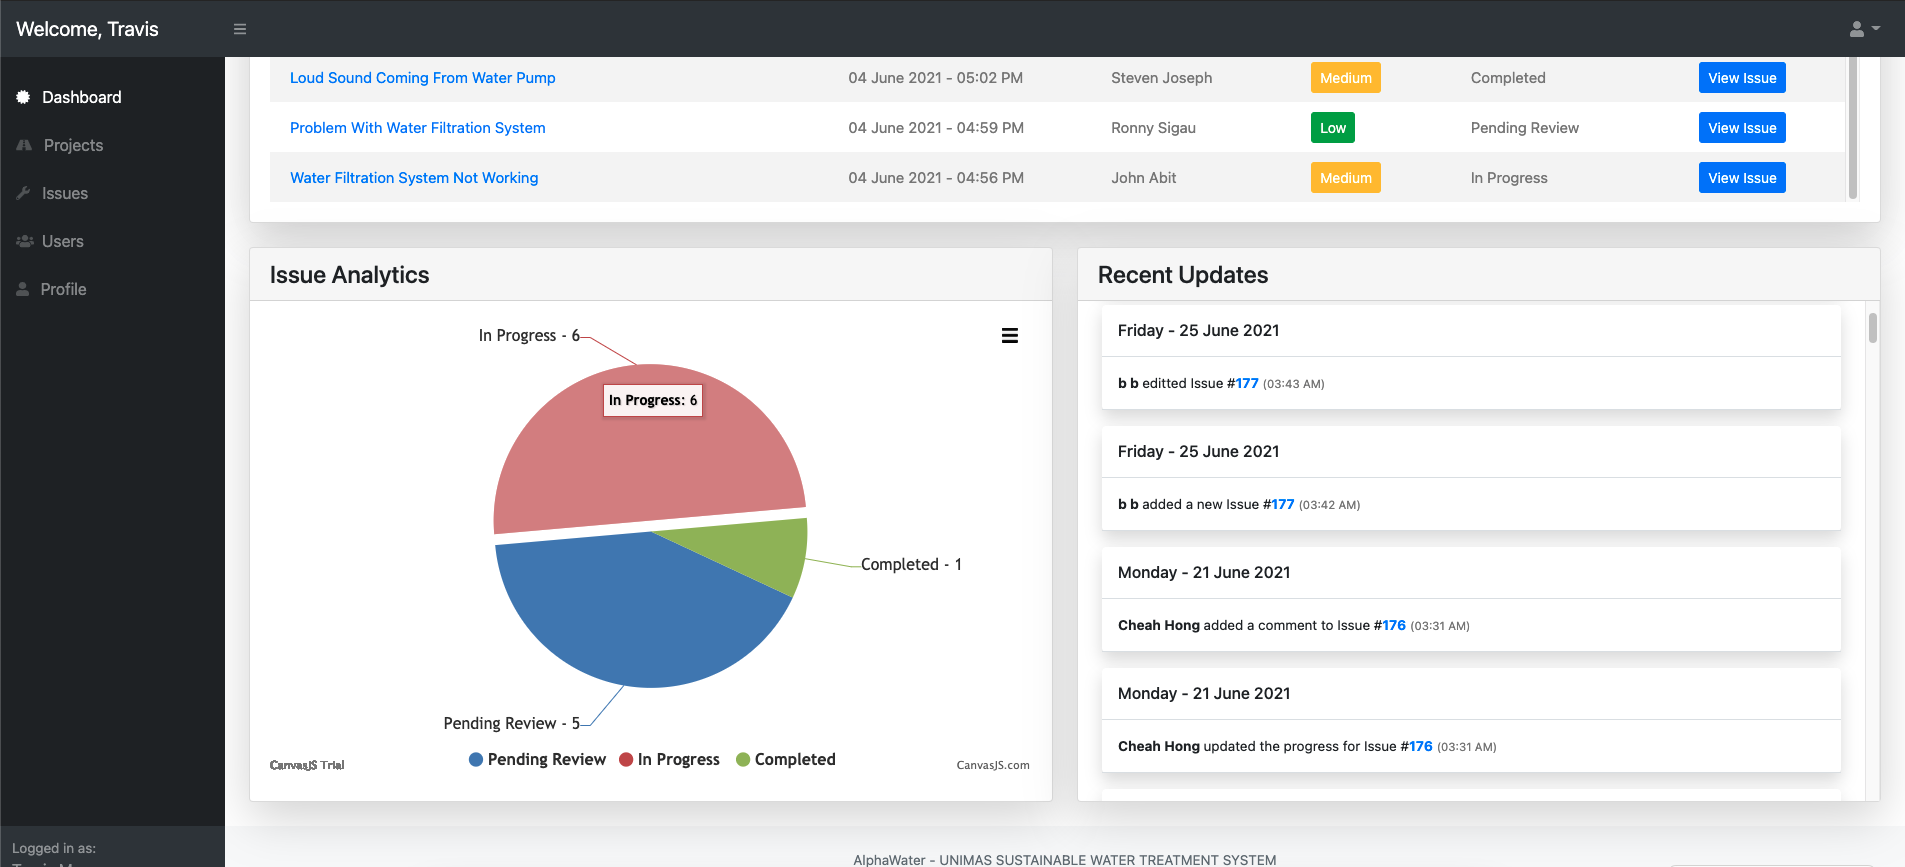 Welcome, Travis
Dashboard
Projects
Issues
Users
Profile
Logged in as:
Loud Sound Coming From Water Pump 04 June 2021 - 05:02 PM Steven Joseph Medium Completed View Issue
Problem With Water Filtration System 04 June 2021 - 04:59 PM Ronny Sigau Low Pending Review View Issue
Water Filtration System Not Working 04 June 2021 - 04:56 PM John Abit Medium In Progress View Issue
Issue Analytics
In Progress - 6
In Progress: 6
Completed - 1
Pending Review - 5
Pending Review In Progress Completed
CanvasJS Trial
CanvasJS.com
Recent Updates
Friday - 25 June 2021
b b editted Issue #177 (03:43 AM)
Friday - 25 June 2021
b b added a new Issue #177 (03:42 AM)
Monday - 21 June 2021
Cheah Hong added a comment to Issue #176 (03:31 AM)
Monday - 21 June 2021
Cheah Hong updated the progress for Issue #176 (03:31 AM)
AlphaWater - UNIMAS SUSTAINABLE WATER TREATMENT SYSTEM